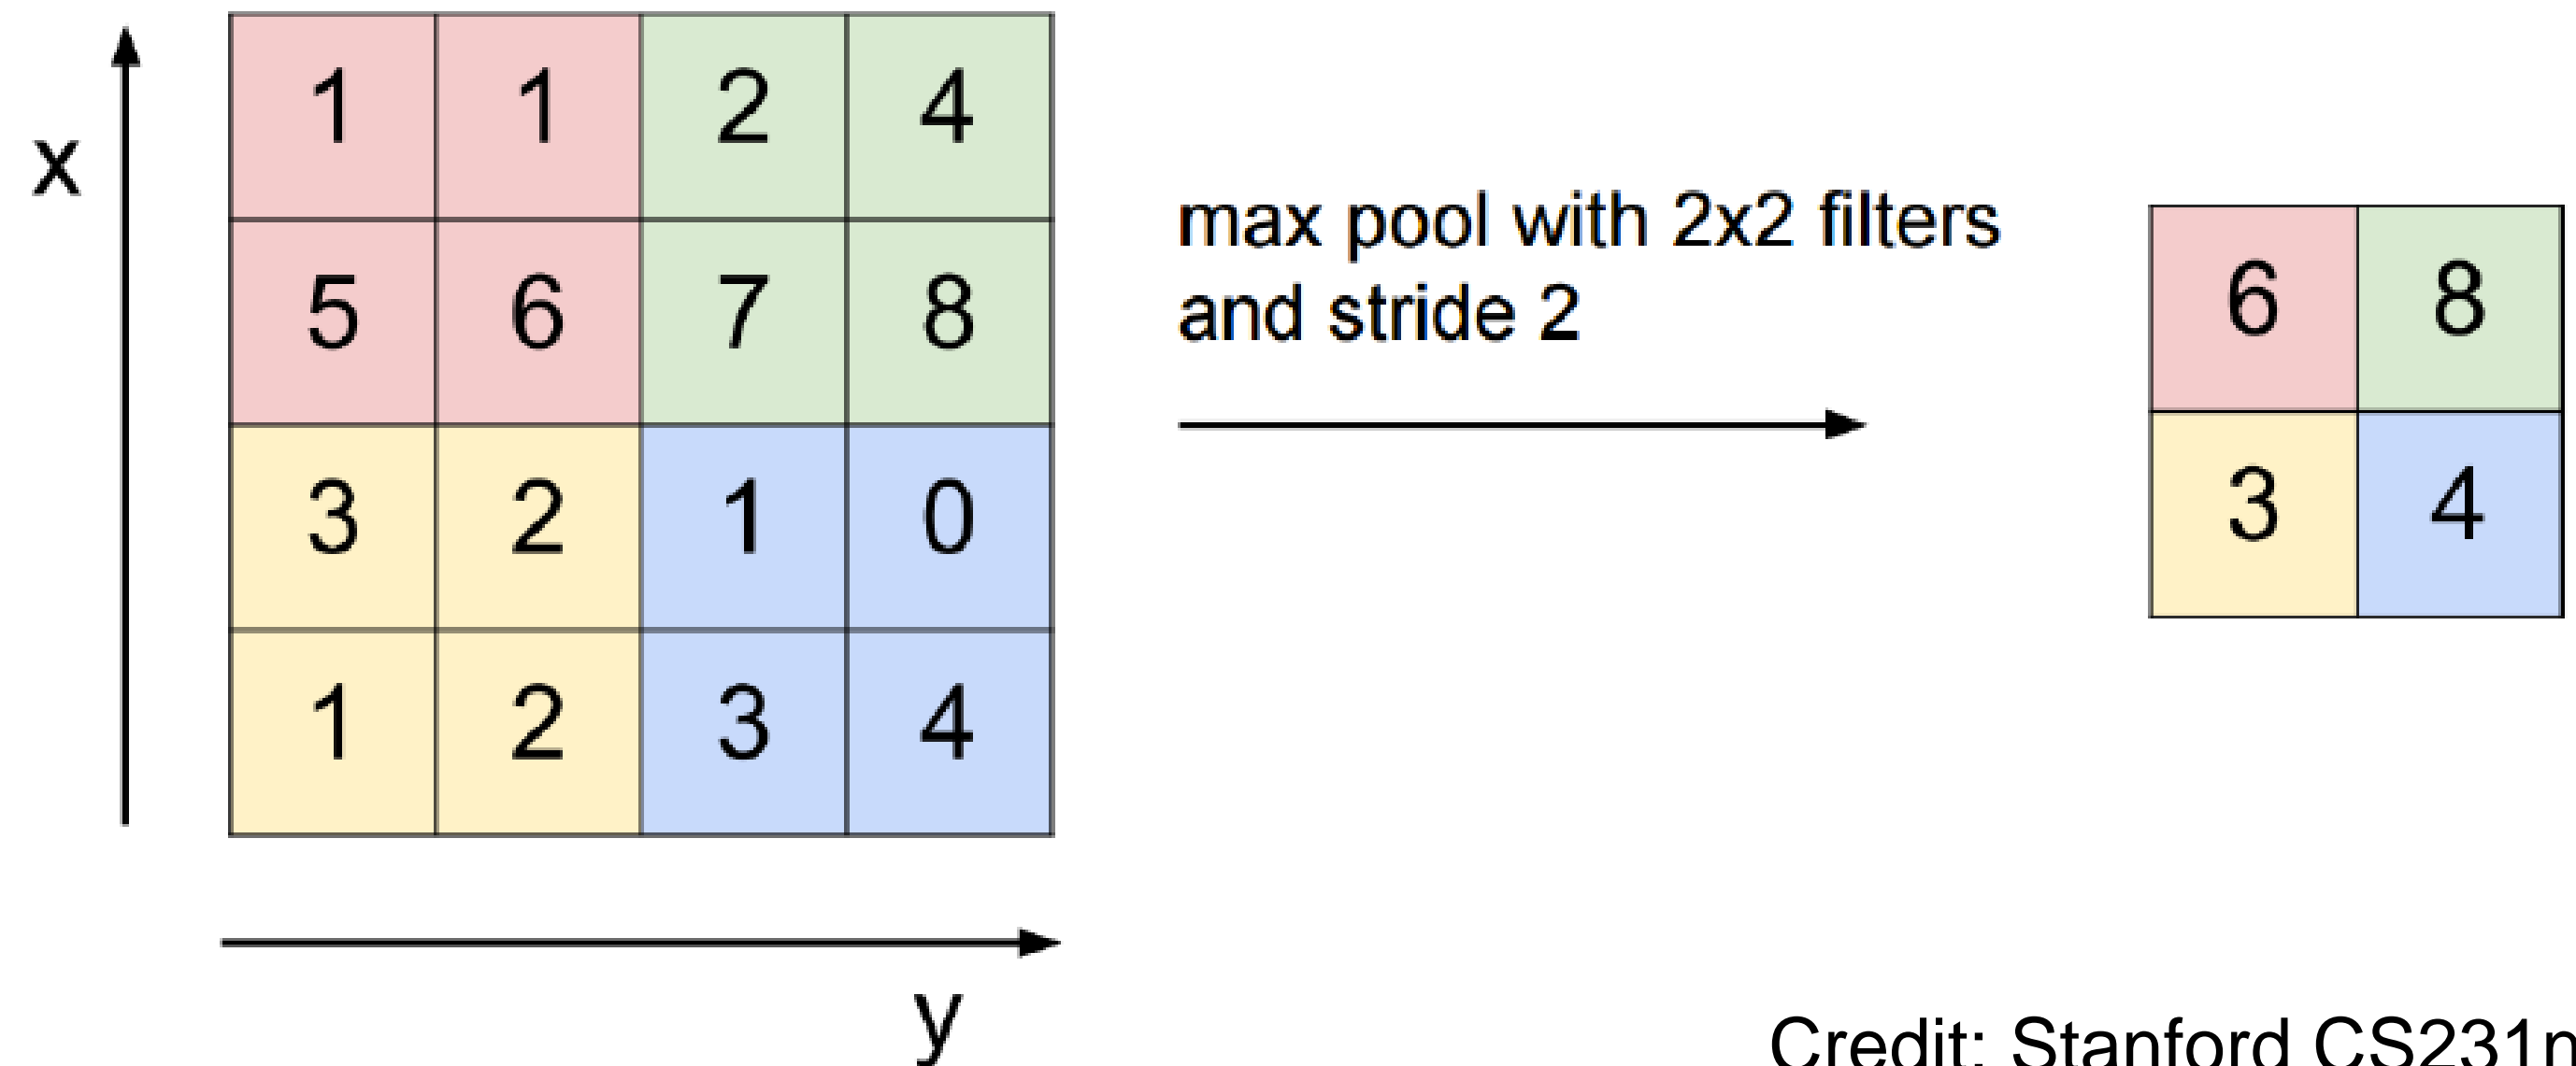 x
1 1 2 4
5 6 7 8
3 2 1 0
1 2 3 4
y
max pool with 2x2 filters
and stride 2
6 8
3 4
Credit: Stanford CS231n